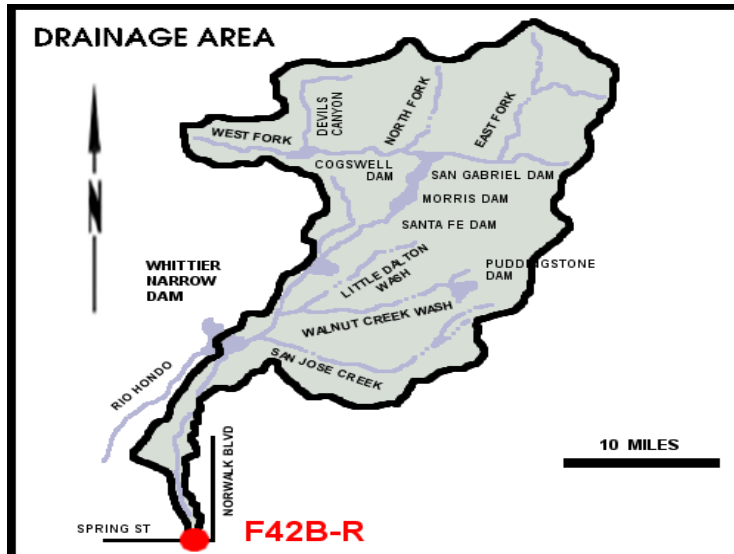 DRAINAGE AREA
N
WEST FORK
DEVILS
CANYON
NORTH FORK
EAST FORK
COGSWELL
DAM
SAN GABRIEL DAM
MORRIS DAM
SANTA FE DAM
WHITTIER
NARROW
DAM
LITTLE DALTON
WASH
PUDDINGSTONE
DAM
WALNUT CREEK WASH
SAN JOSE CREEK
RIO HONDO
NORWALK BLVD
10 MILES
SPRING ST
F42B-R